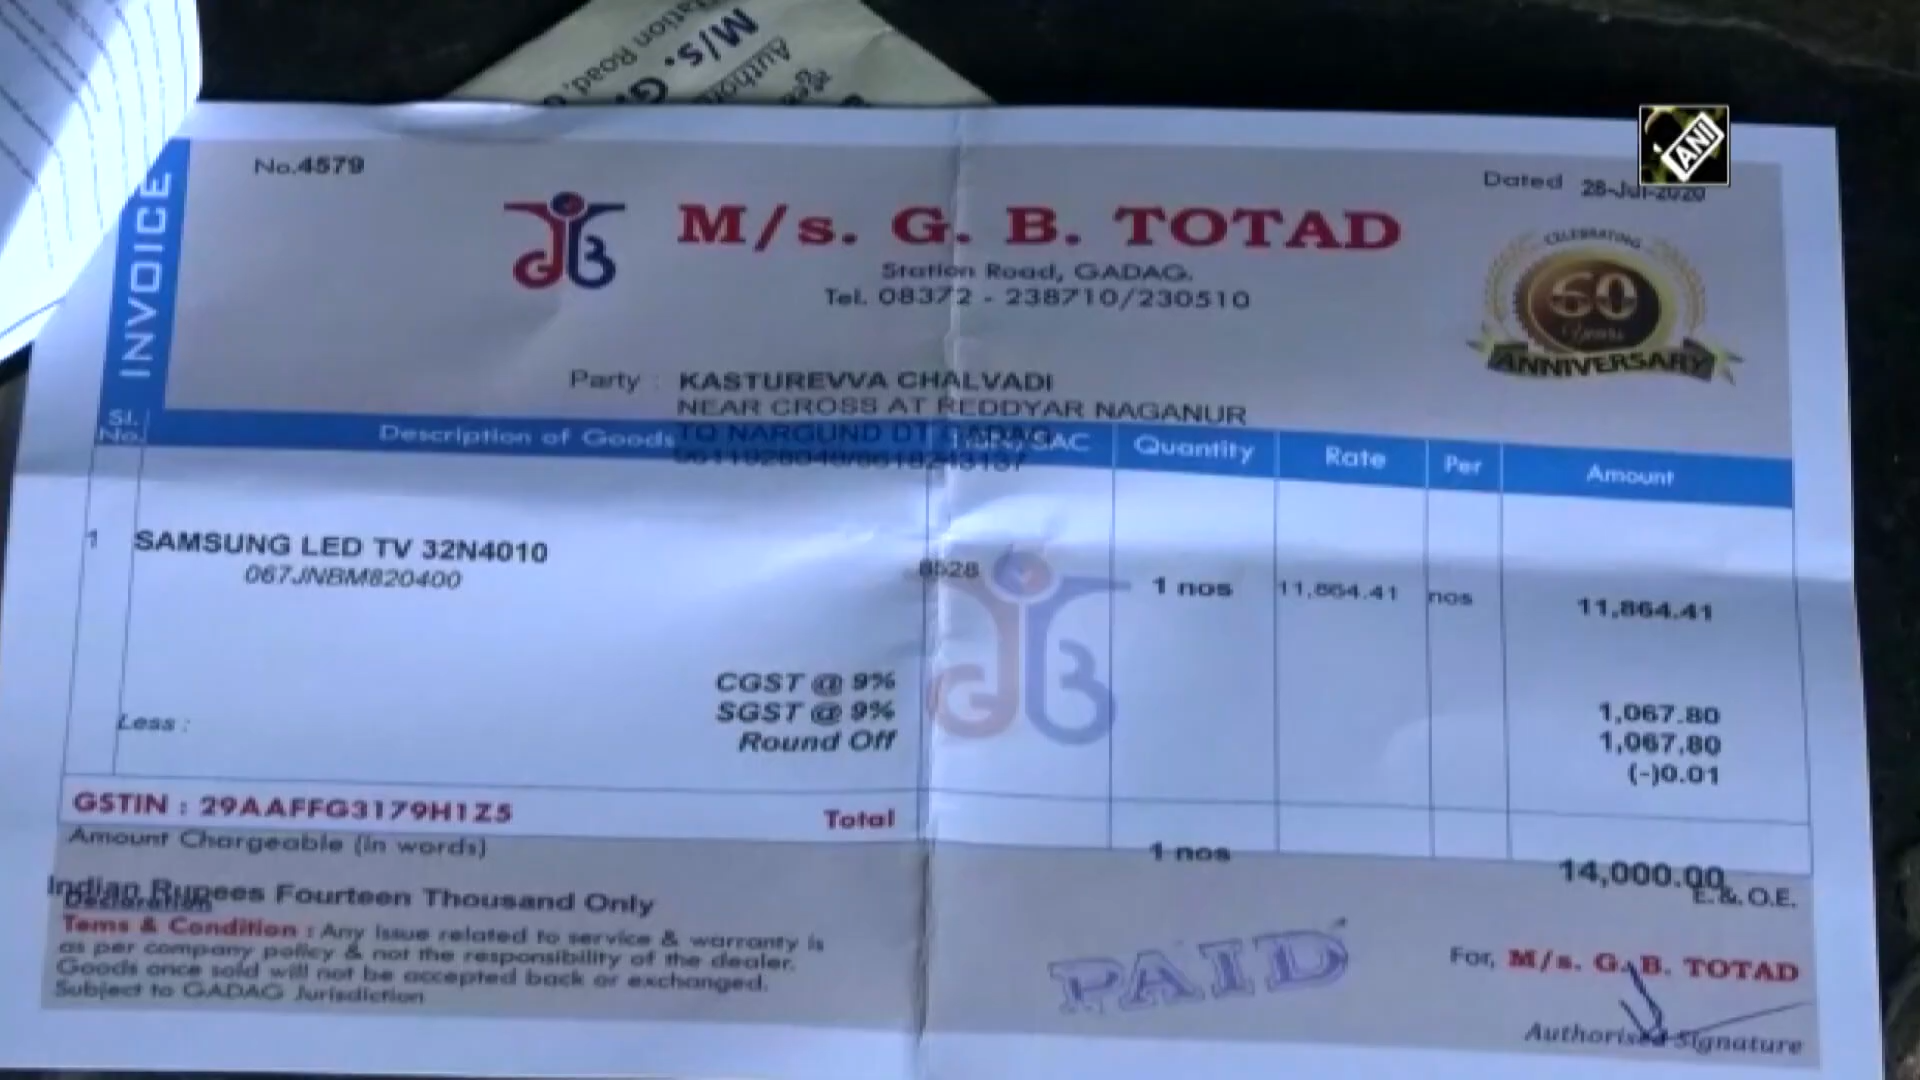 Station Road,
M/s. G
Author
ANI
INVOICE
No.4579
Dated 28-Jul-2020
M/s. G. B. TOTAD
Station Road, GADAG.
Tel. 08372 - 238710/230510
CELEBRATING
60
Years
ANNIVERSARY
Party : KASTUREVVA CHALVADI
NEAR CROSS AT REDDYAR NAGANUR
TQ NARGUND DT GADAG
Sl. No. Description of Goods HSN/SAC Quantity Rate Per Amount
1 SAMSUNG LED TV 32N4010 8528 1 nos 11,864.41 nos 11,864.41
067JNBM820400
CGST @ 9% 1,067.80
SGST @ 9% 1,067.80
Less : Round Off (-)0.01
GSTIN : 29AAFFG3179H1Z5 Total 1 nos 14,000.00
Amount Chargeable (in words) E.& O.E.
Indian Rupees Fourteen Thousand Only
Declaration
Tems & Condition : Any issue related to service & warranty is
as per company policy & not the responsibility of the dealer.
Goods once sold will not be accepted back or exchanged.
Subject to GADAG Jurisdiction
PAID
For, M/s. G. B. TOTAD
Authorised Signature